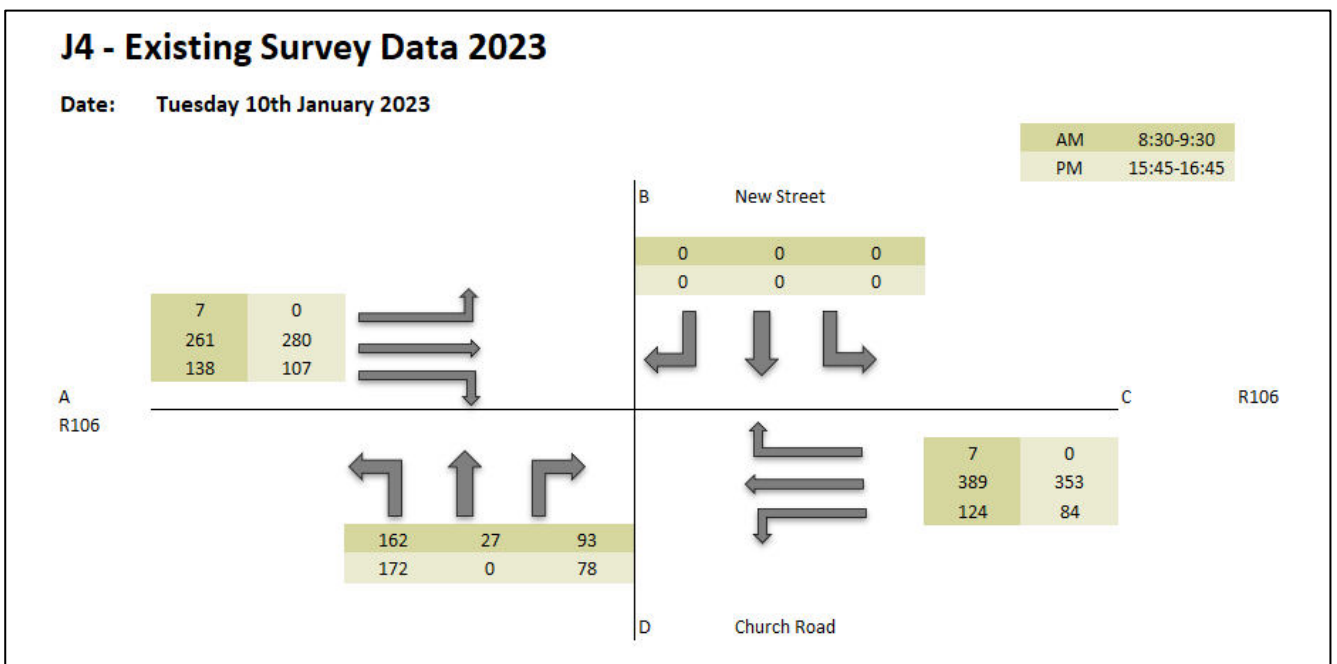 J4 - Existing Survey Data 2023
Date: Tuesday 10th January 2023
AM 8:30-9:30
PM 15:45-16:45
B New Street
0 0 0
0 0 0
7 0
261 280
138 107
A
R106
C R106
7 0
389 353
124 84
162 27 93
172 0 78
D Church Road